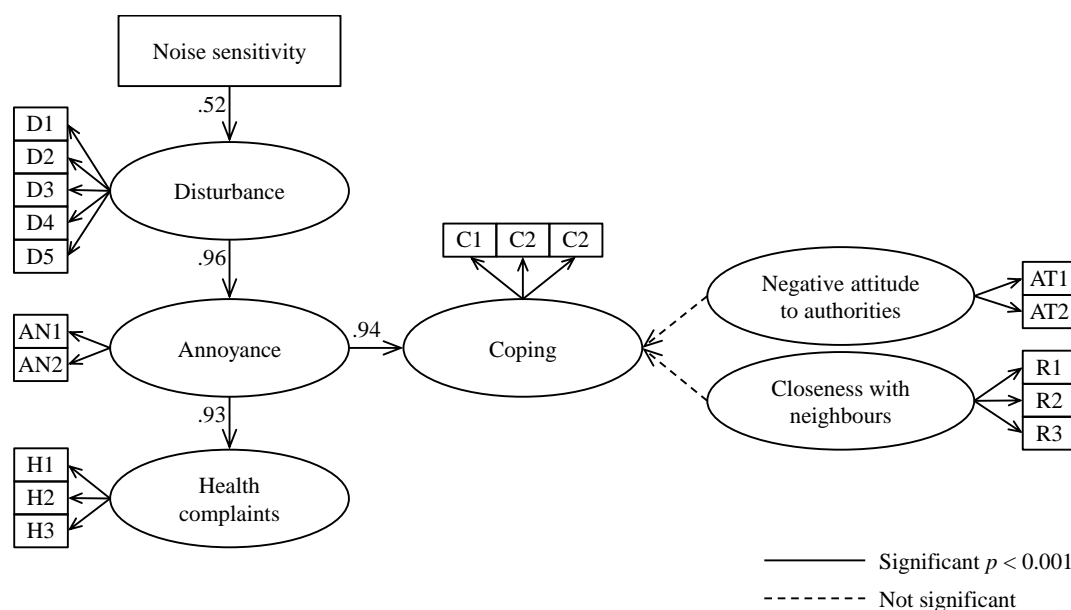 Noise sensitivity
.52
D1
D2
D3
D4
D5
Disturbance
.96
C1 C2 C2
AN1
AN2
Annoyance
.94
Coping
Negative attitude
to authorities
AT1
AT2
Closeness with
neighbours
R1
R2
R3
.93
H1
H2
H3
Health
complaints
Significant p < 0.001
Not significant